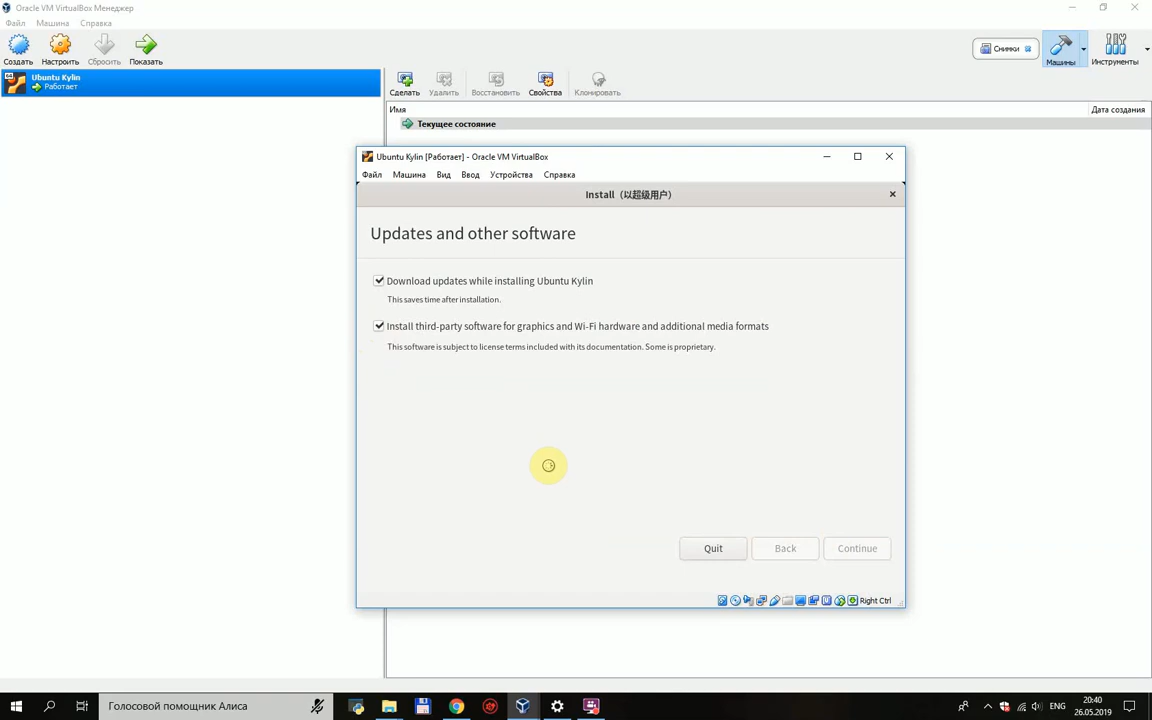 Oracle VM VirtualBox Менеджер
Файл Машина Справка
Создать Настроить Сбросить Показать
Снимки Машины Инструменты
Ubuntu Kylin
Работает
Сделать Удалить Восстановить Свойства Клонировать
Имя Дата создания
Текущее состояние
Ubuntu Kylin [Работает] - Oracle VM VirtualBox
Файл Машина Вид Ввод Устройства Справка
Install (以超级用户)
Updates and other software
Download updates while installing Ubuntu Kylin
This saves time after installation.
Install third-party software for graphics and Wi-Fi hardware and additional media formats
This software is subject to license terms included with its documentation. Some is proprietary.
Quit Back Continue
Right Ctrl
Голосовой помощник Алиса
ENG
20:40
26.05.2019